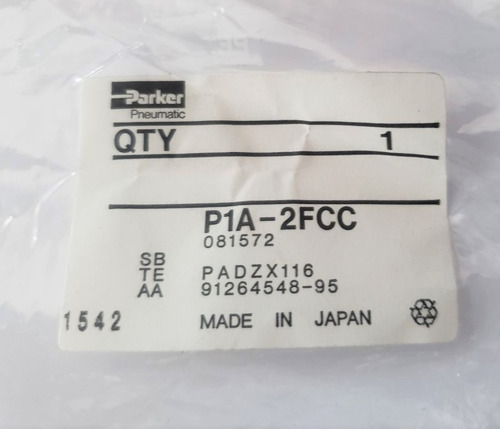 Parker
Pneumatic
QTY 1
P1A-2FCC
081572
SB
TE PADZX116
AA 91264548-95
1542 MADE IN JAPAN